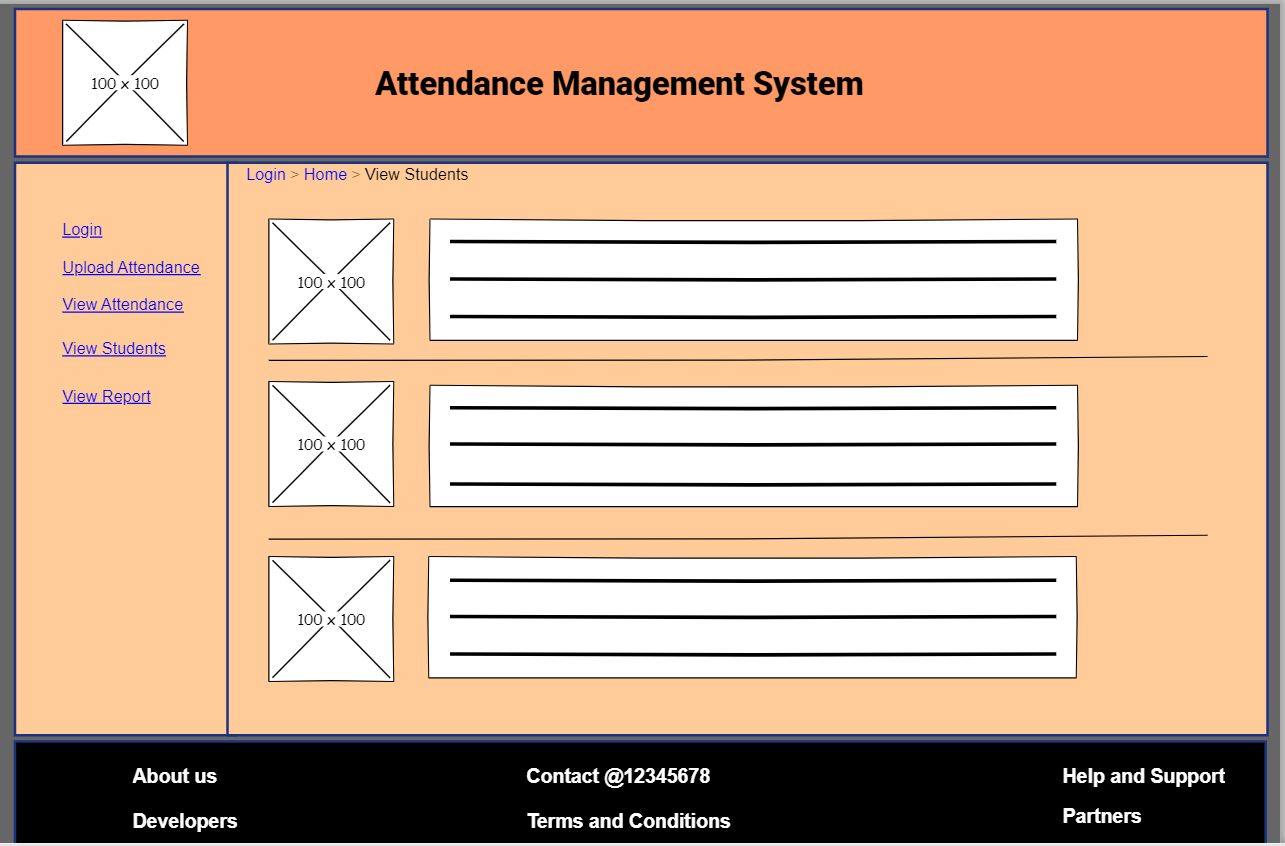 100 x 100
Attendance Management System
Login > Home > View Students
Login
Upload Attendance
View Attendance
View Students
View Report
100 x 100
100 x 100
100 x 100
About us
Contact @12345678
Help and Support
Developers
Terms and Conditions
Partners